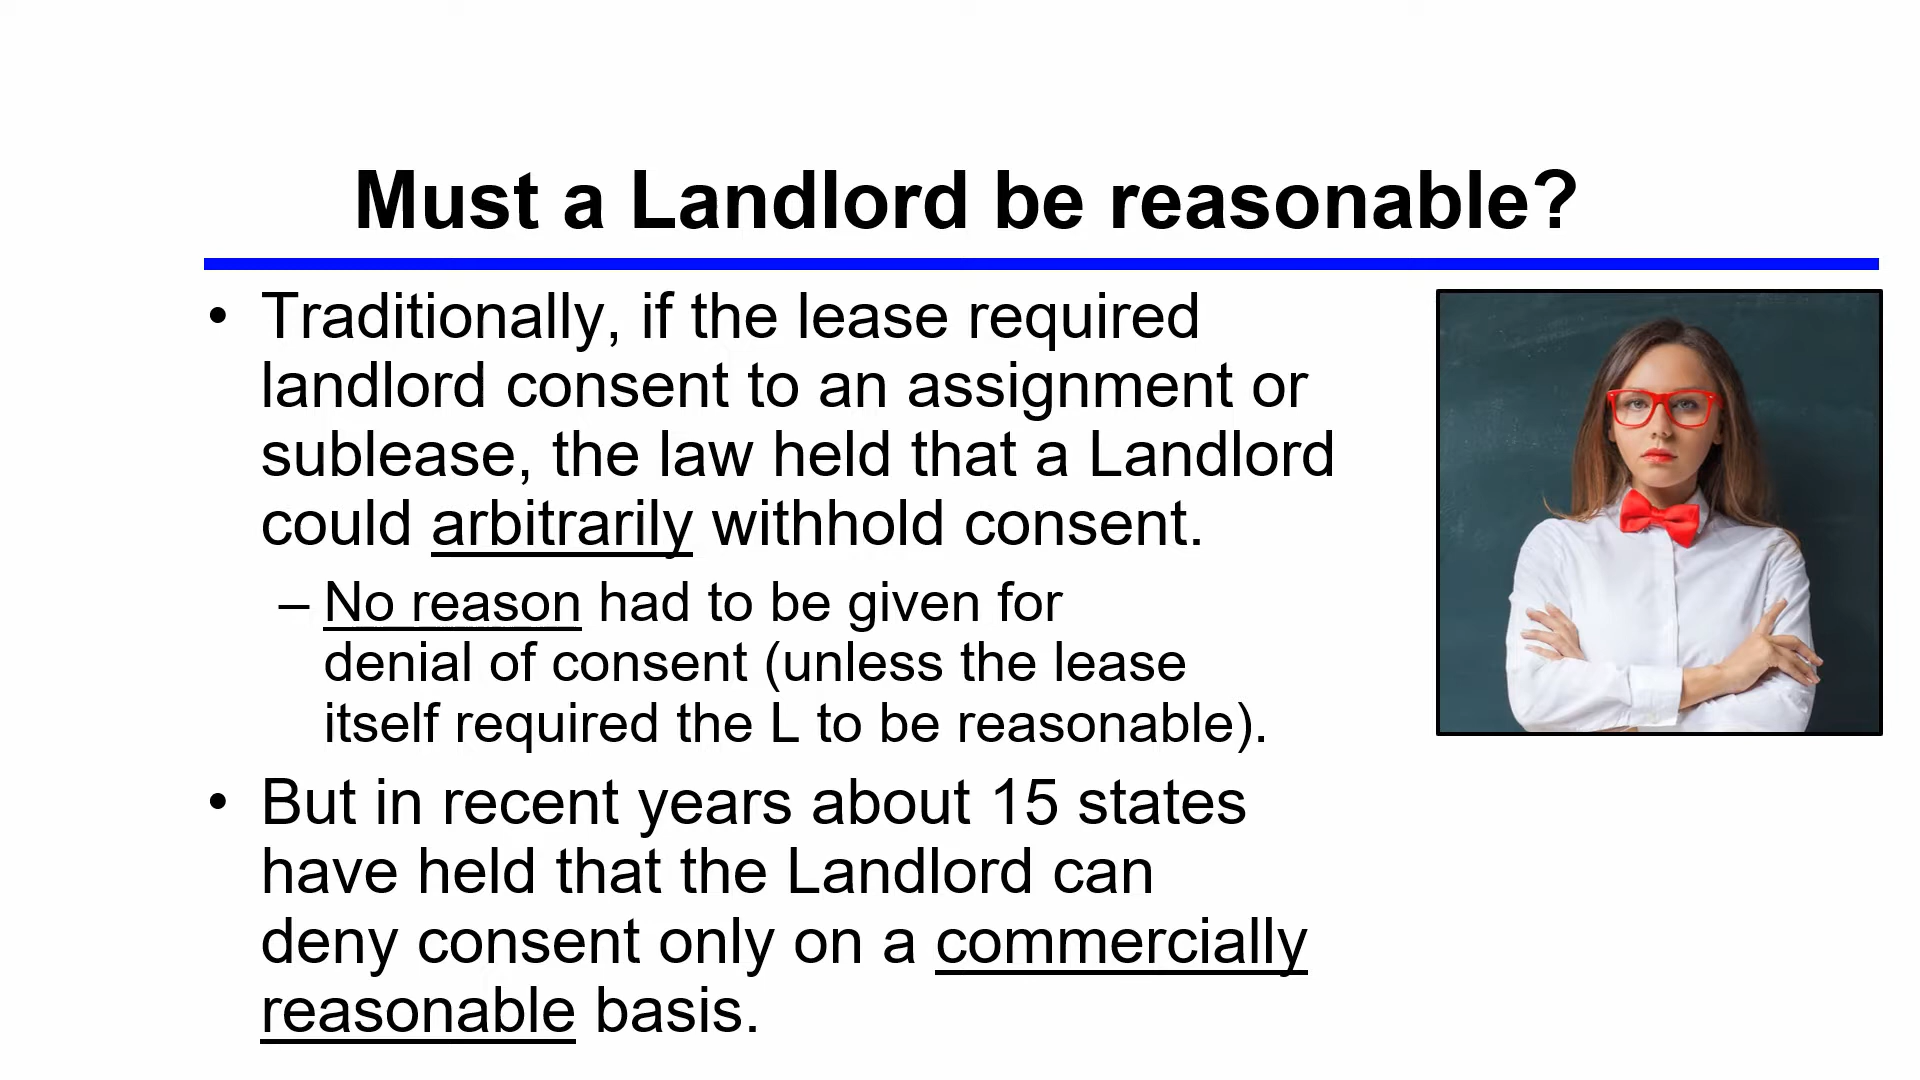 Must a Landlord be reasonable?
• Traditionally, if the lease required
landlord consent to an assignment or
sublease, the law held that a Landlord
could arbitrarily withhold consent.
– No reason had to be given for
denial of consent (unless the lease
itself required the L to be reasonable).
• But in recent years about 15 states
have held that the Landlord can
deny consent only on a commercially
reasonable basis.